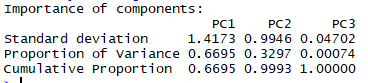 Importance of components:
PC1 PC2 PC3
Standard deviation 1.4173 0.9946 0.04702
Proportion of Variance 0.6695 0.3297 0.00074
Cumulative Proportion 0.6695 0.9993 1.00000